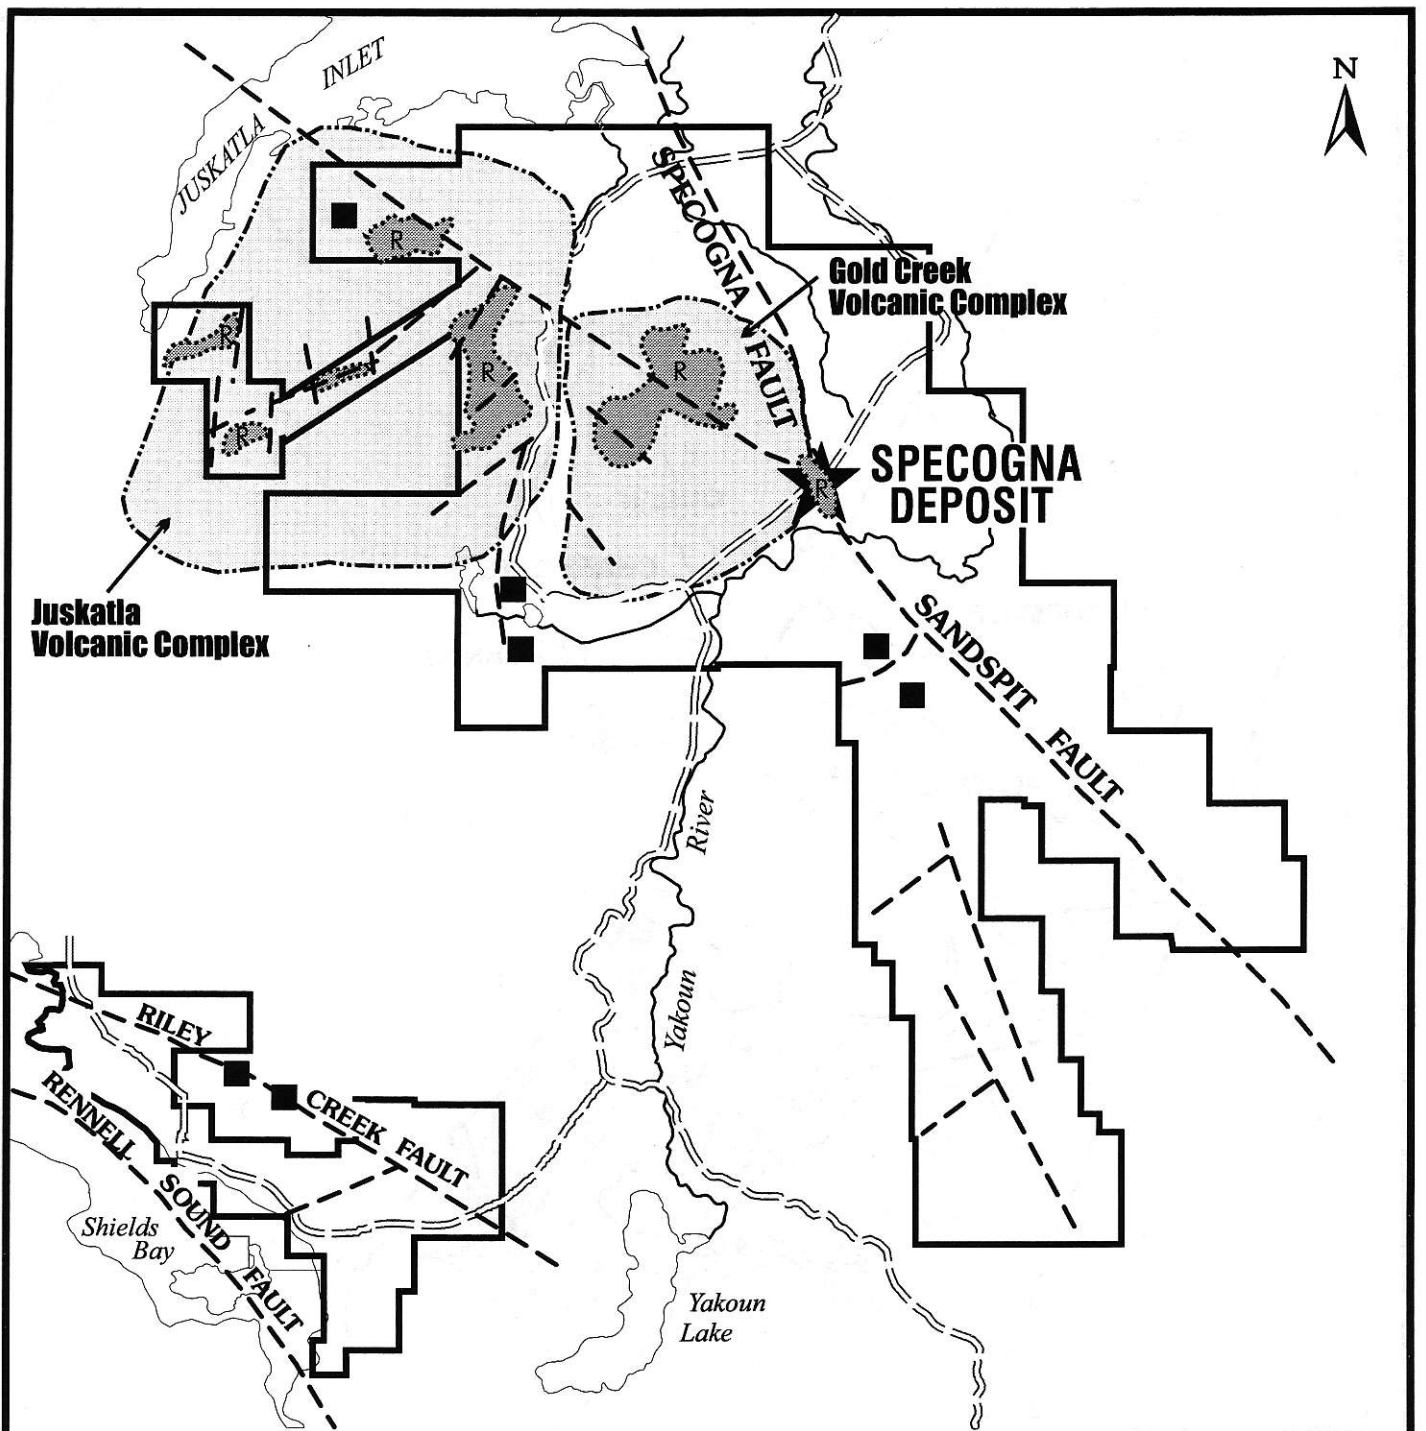 INLET
N
JUSKATLA
SPECOGNA
R
Gold Creek
Volcanic Complex
R
R
R
FAULT
R
SPECOGNA
DEPOSIT
R
Juskatla
Volcanic Complex
SANDSPIT
FAULT
River
Yakoun
RILEY
RENNELL
CREEK FAULT
SOUND
Shields
Bay
FAULT
Yakoun
Lake